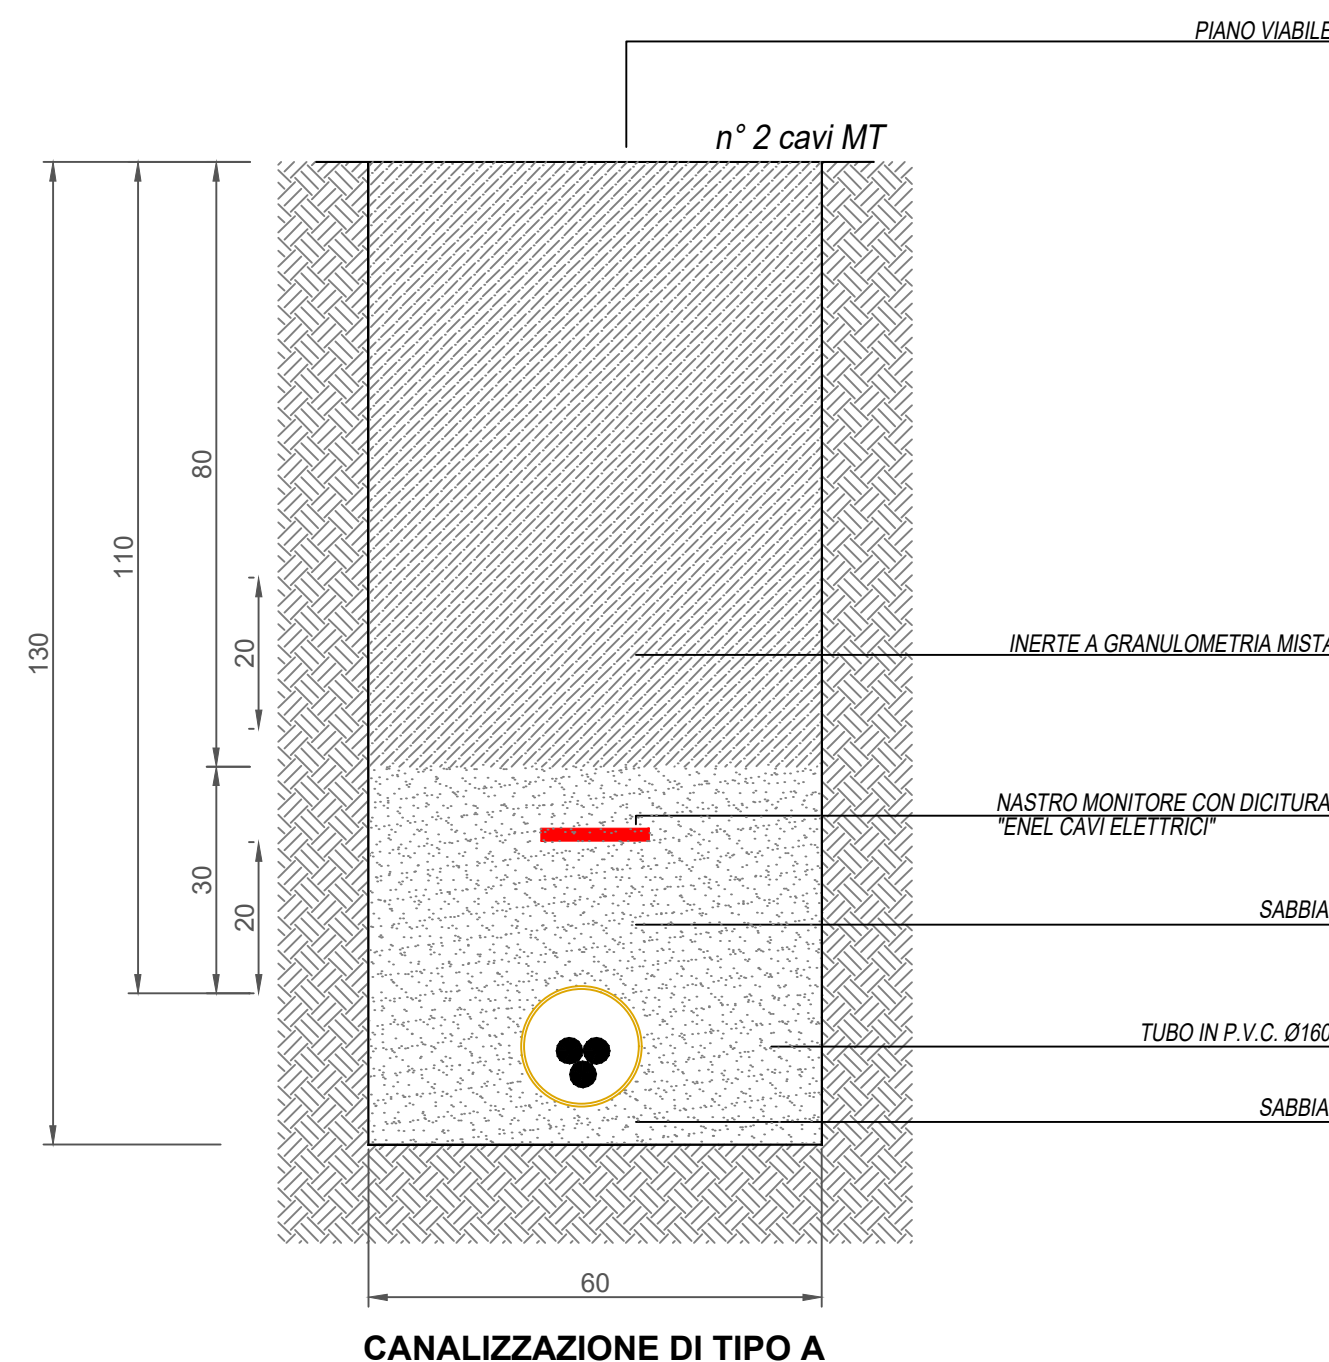 PIANO VIABILE
n° 2 cavi MT
80
110
20
130
INERTE A GRANULOMETRIA MISTA
NASTRO MONITORE CON DICITURA
"ENEL CAVI ELETTRICI"
30
20
SABBIA
TUBO IN P.V.C. Ø160
SABBIA
60
CANALIZZAZIONE DI TIPO A